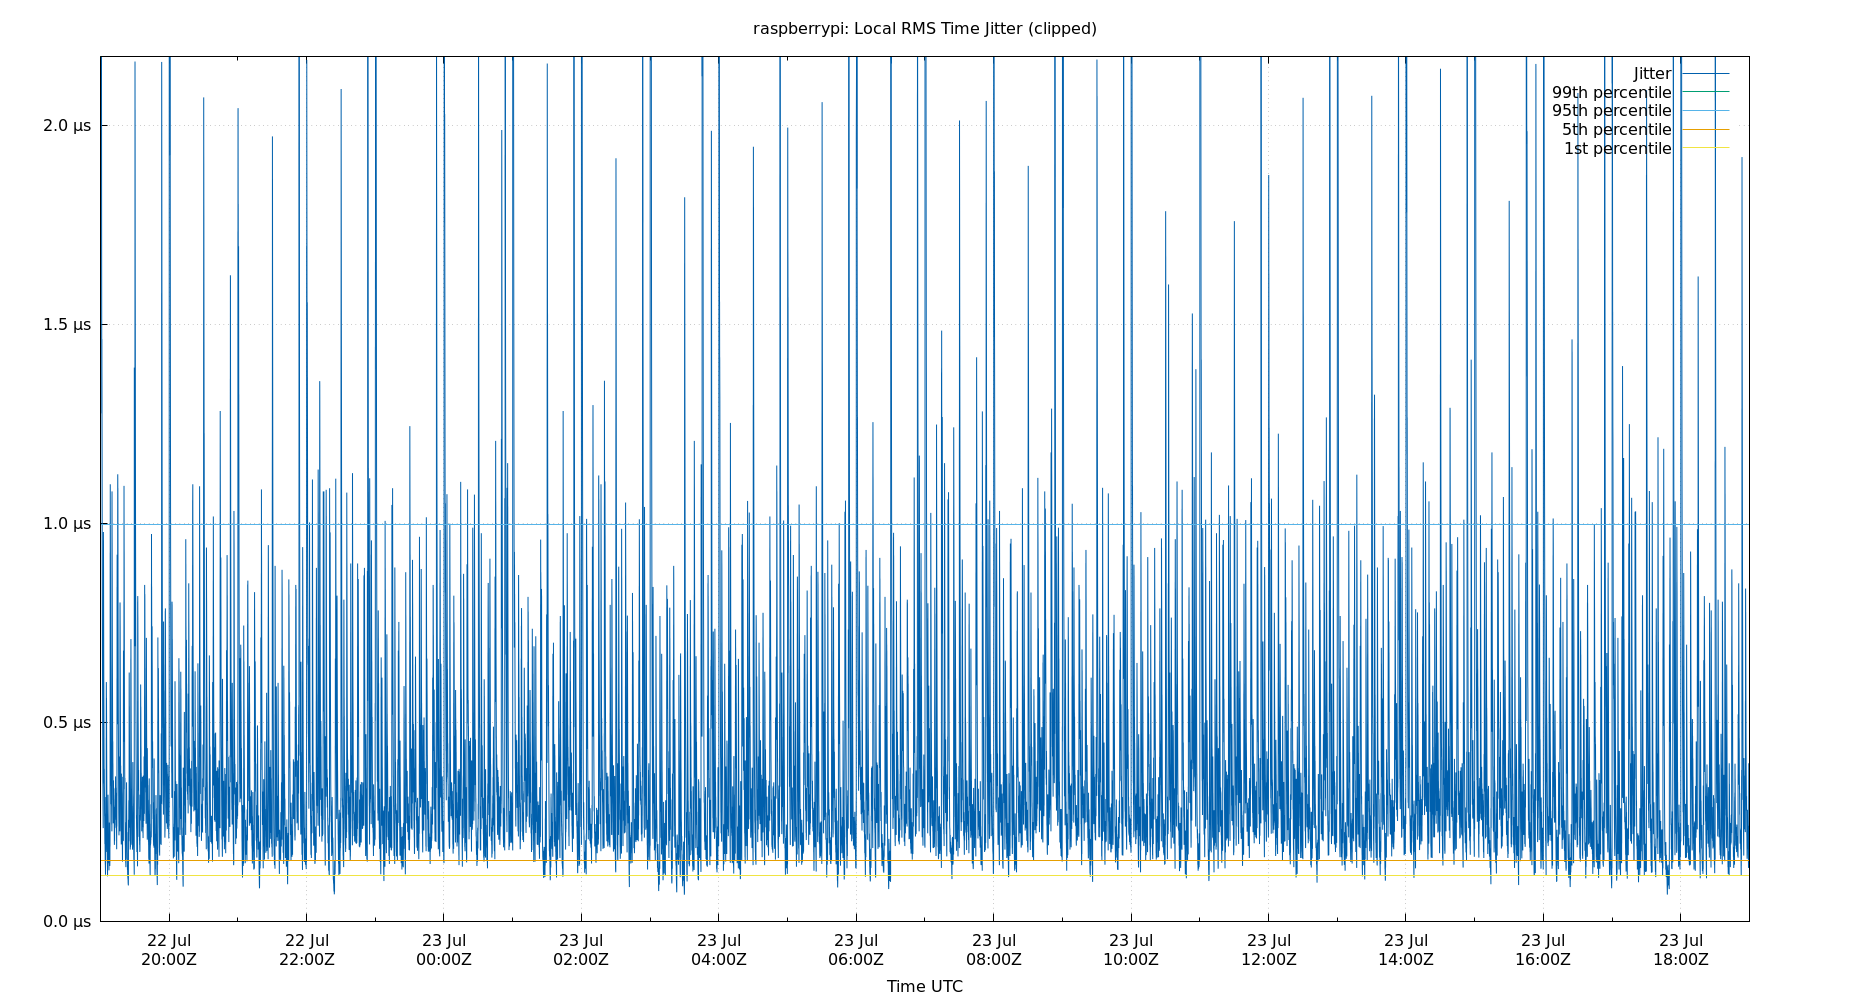 raspberrypi: Local RMS Time Jitter (clipped)
Jitter
99th percentile
95th percentile
5th percentile
1st percentile
2.0 µs
1.5 µs
1.0 µs
0.5 µs
0.0 µs
22 Jul 22 Jul 23 Jul 23 Jul 23 Jul 23 Jul 23 Jul 23 Jul 23 Jul 23 Jul 23 Jul 23 Jul
20:00Z 22:00Z 00:00Z 02:00Z 04:00Z 06:00Z 08:00Z 10:00Z 12:00Z 14:00Z 16:00Z 18:00Z
Time UTC